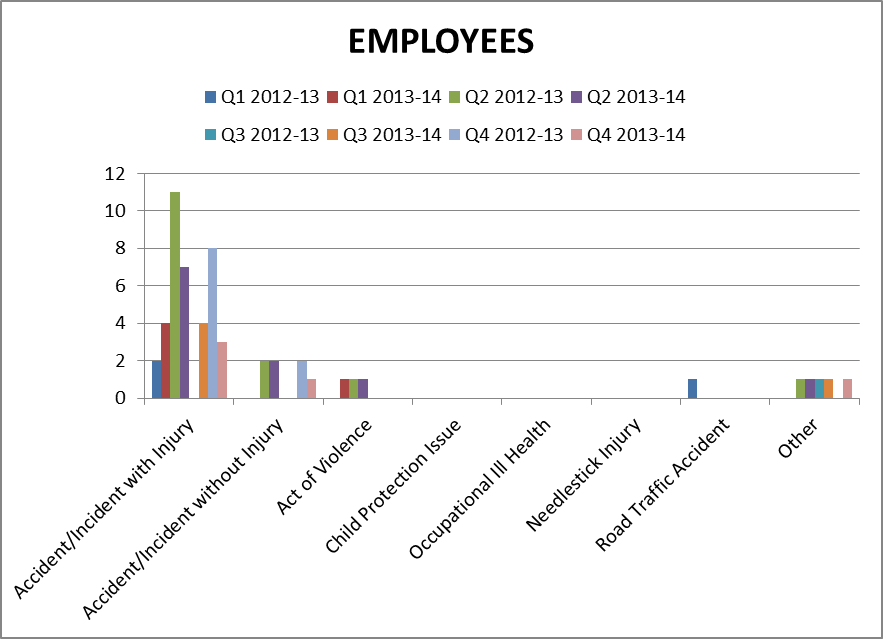 EMPLOYEES
Q1 2012-13 Q1 2013-14 Q2 2012-13 Q2 2013-14
Q3 2012-13 Q3 2013-14 Q4 2012-13 Q4 2013-14
12
10
8
6
4
2
0
Accident/Incident with Injury
Accident/Incident without Injury
Act of Violence
Child Protection Issue
Occupational Ill Health
Needlestick Injury
Road Traffic Accident
Other